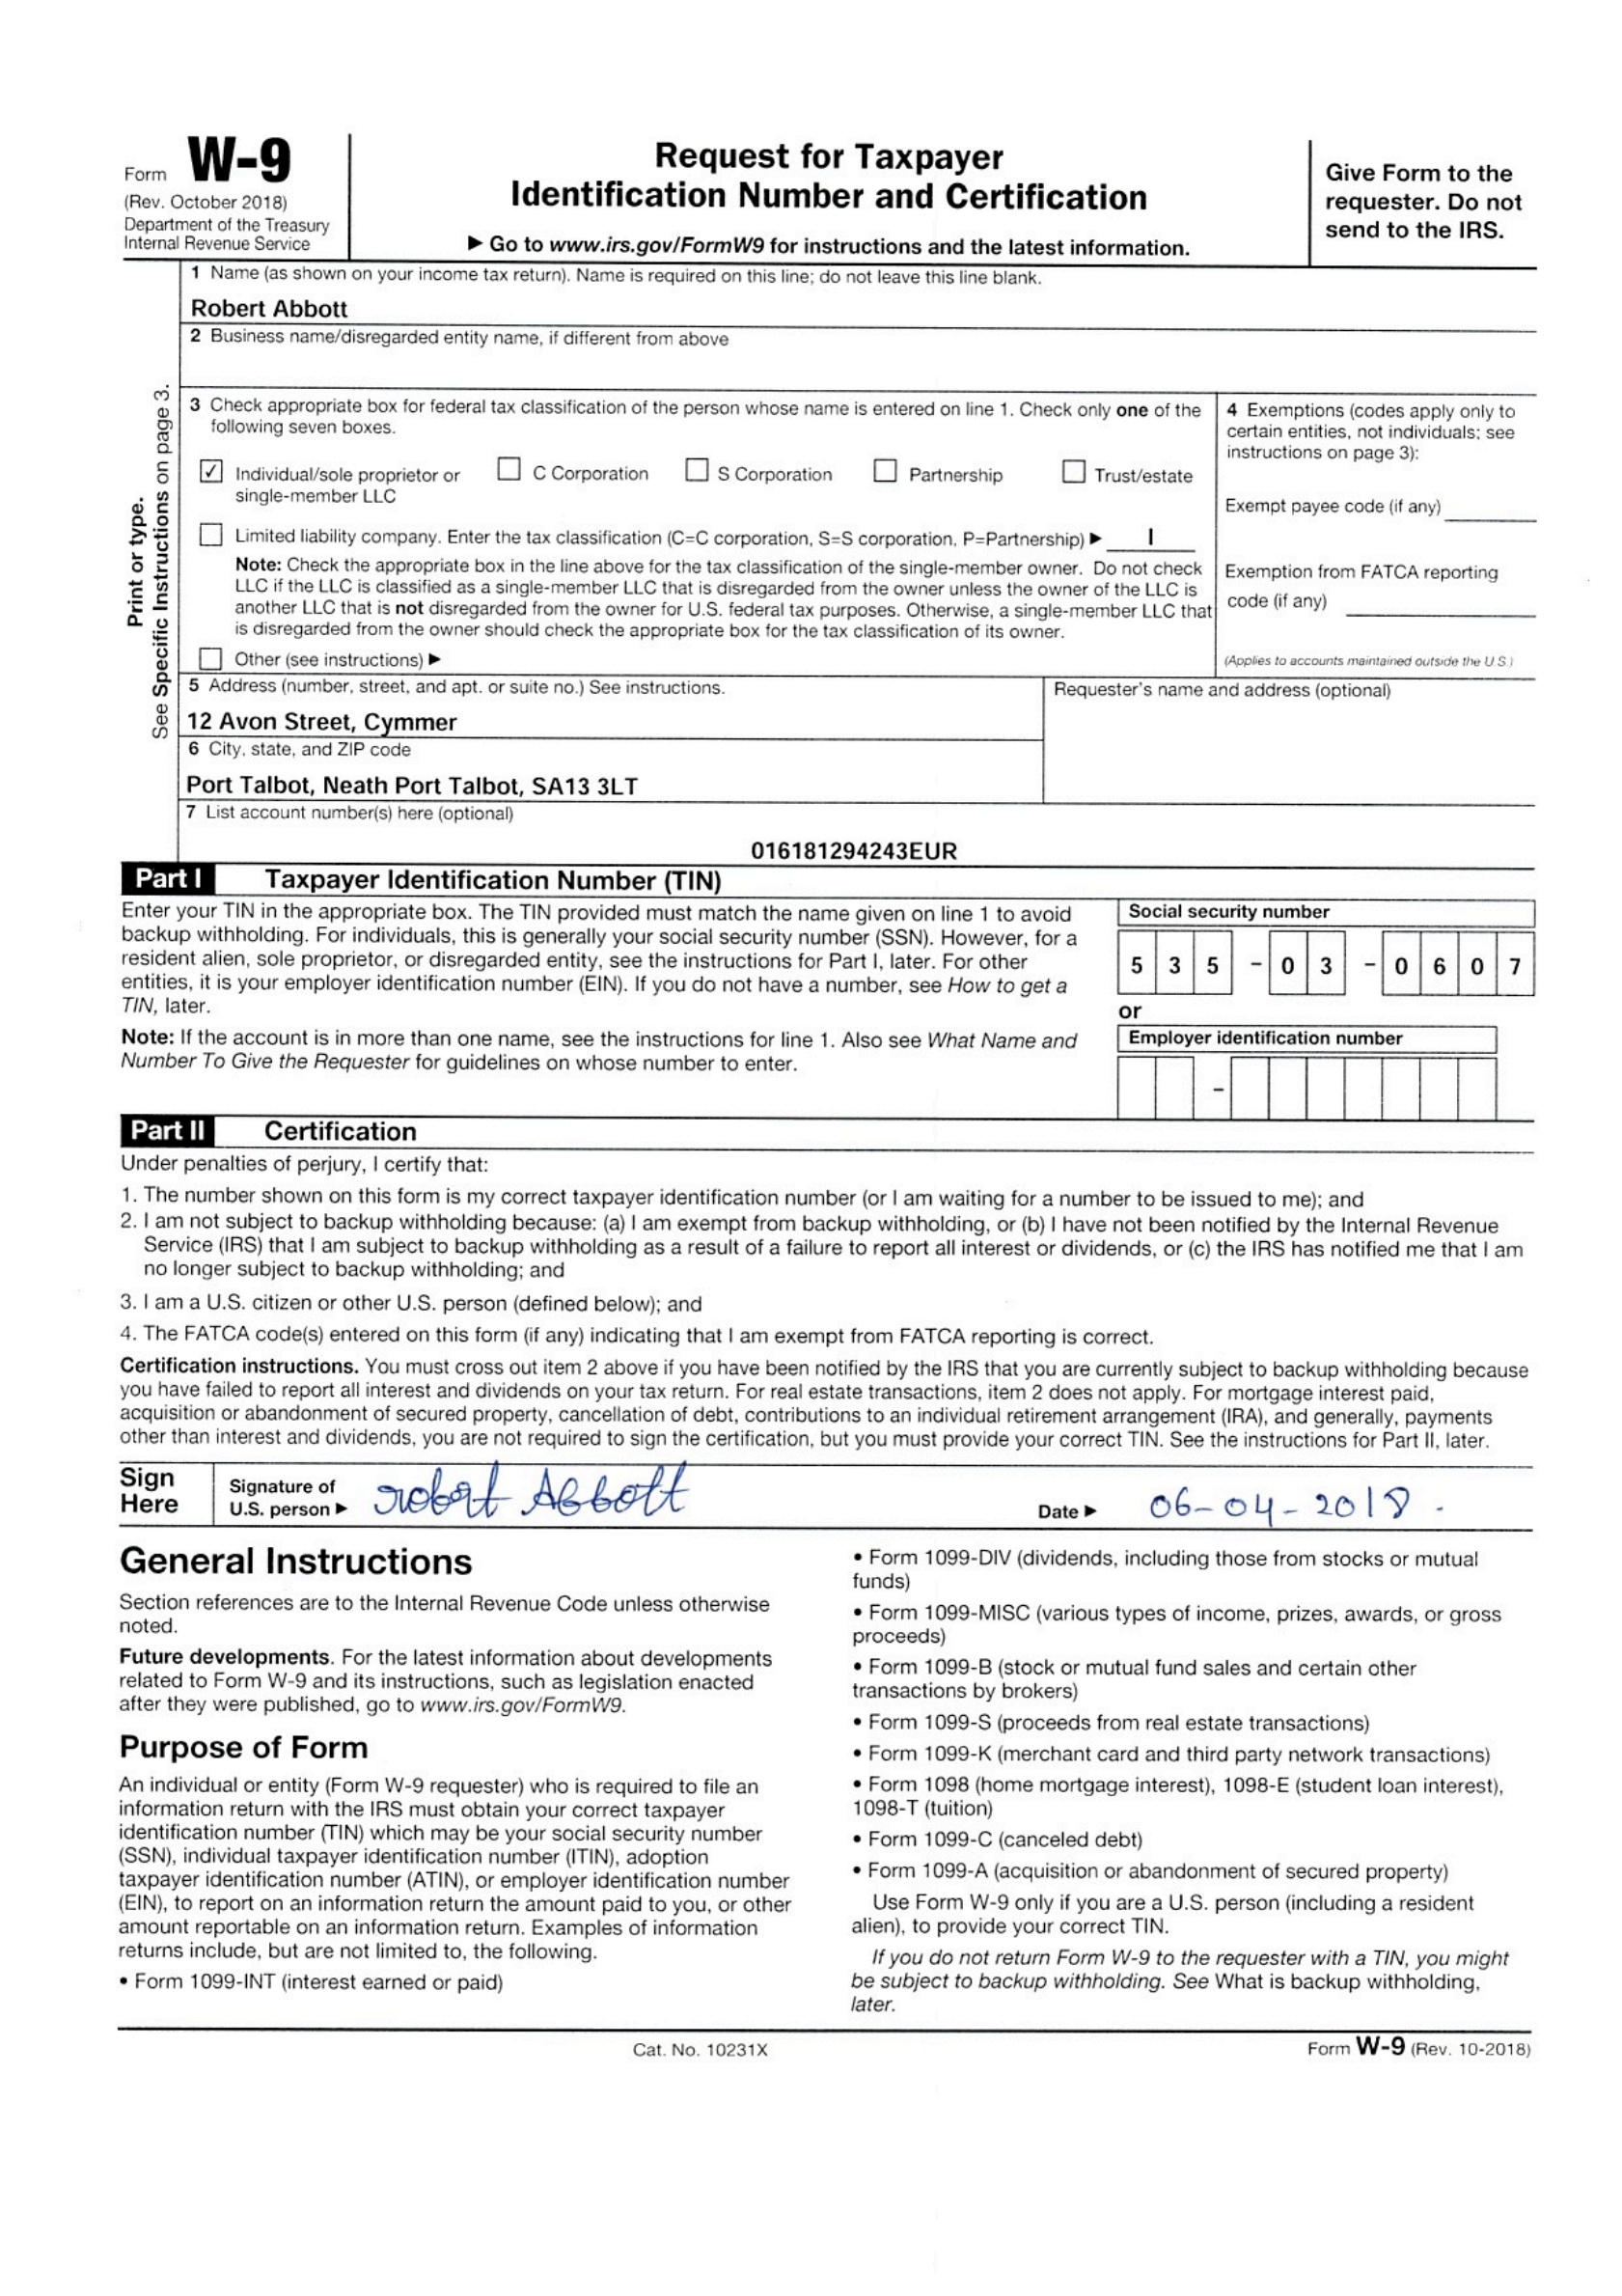 Form W-9
(Rev. October 2018)
Department of the Treasury
Internal Revenue Service
Request for Taxpayer
Identification Number and Certification
▶ Go to www.irs.gov/FormW9 for instructions and the latest information.
Give Form to the
requester. Do not
send to the IRS.
Print or type.
See Specific Instructions on page 3.
1 Name (as shown on your income tax return). Name is required on this line; do not leave this line blank.
Robert Abbott
2 Business name/disregarded entity name, if different from above
3 Check appropriate box for federal tax classification of the person whose name is entered on line 1. Check only one of the
following seven boxes.
✓ Individual/sole proprietor or
single-member LLC
C Corporation
S Corporation
Partnership
Trust/estate
Limited liability company. Enter the tax classification (C=C corporation, S=S corporation, P=Partnership) ▶ I
Note: Check the appropriate box in the line above for the tax classification of the single-member owner. Do not check
LLC if the LLC is classified as a single-member LLC that is disregarded from the owner unless the owner of the LLC is
another LLC that is not disregarded from the owner for U.S. federal tax purposes. Otherwise, a single-member LLC that
is disregarded from the owner should check the appropriate box for the tax classification of its owner.
Other (see instructions) ▶
4 Exemptions (codes apply only to
certain entities, not individuals; see
instructions on page 3):
Exempt payee code (if any)
Exemption from FATCA reporting
code (if any)
(Applies to accounts maintained outside the U.S.)
5 Address (number, street, and apt. or suite no.) See instructions.
12 Avon Street, Cymmer
6 City, state, and ZIP code
Port Talbot, Neath Port Talbot, SA13 3LT
Requester's name and address (optional)
7 List account number(s) here (optional)
016181294243EUR
Part I Taxpayer Identification Number (TIN)
Enter your TIN in the appropriate box. The TIN provided must match the name given on line 1 to avoid
backup withholding. For individuals, this is generally your social security number (SSN). However, for a
resident alien, sole proprietor, or disregarded entity, see the instructions for Part I, later. For other
entities, it is your employer identification number (EIN). If you do not have a number, see How to get a
TIN, later.
Note: If the account is in more than one name, see the instructions for line 1. Also see What Name and
Number To Give the Requester for guidelines on whose number to enter.
Social security number
5 3 5 - 0 3 - 0 6 0 7
or
Employer identification number
-
Part II Certification
Under penalties of perjury, I certify that:
1. The number shown on this form is my correct taxpayer identification number (or I am waiting for a number to be issued to me); and
2. I am not subject to backup withholding because: (a) I am exempt from backup withholding, or (b) I have not been notified by the Internal Revenue
Service (IRS) that I am subject to backup withholding as a result of a failure to report all interest or dividends, or (c) the IRS has notified me that I am
no longer subject to backup withholding; and
3. I am a U.S. citizen or other U.S. person (defined below); and
4. The FATCA code(s) entered on this form (if any) indicating that I am exempt from FATCA reporting is correct.
Certification instructions. You must cross out item 2 above if you have been notified by the IRS that you are currently subject to backup withholding because
you have failed to report all interest and dividends on your tax return. For real estate transactions, item 2 does not apply. For mortgage interest paid,
acquisition or abandonment of secured property, cancellation of debt, contributions to an individual retirement arrangement (IRA), and generally, payments
other than interest and dividends, you are not required to sign the certification, but you must provide your correct TIN. See the instructions for Part II, later.
Sign
Here
Signature of
U.S. person ▶
robert Abbott
Date ▶ 06-04-2018.
General Instructions
Section references are to the Internal Revenue Code unless otherwise
noted.
Future developments. For the latest information about developments
related to Form W-9 and its instructions, such as legislation enacted
after they were published, go to www.irs.gov/FormW9.
Purpose of Form
An individual or entity (Form W-9 requester) who is required to file an
information return with the IRS must obtain your correct taxpayer
identification number (TIN) which may be your social security number
(SSN), individual taxpayer identification number (ITIN), adoption
taxpayer identification number (ATIN), or employer identification number
(EIN), to report on an information return the amount paid to you, or other
amount reportable on an information return. Examples of information
returns include, but are not limited to, the following.
• Form 1099-INT (interest earned or paid)
• Form 1099-DIV (dividends, including those from stocks or mutual
funds)
• Form 1099-MISC (various types of income, prizes, awards, or gross
proceeds)
• Form 1099-B (stock or mutual fund sales and certain other
transactions by brokers)
• Form 1099-S (proceeds from real estate transactions)
• Form 1099-K (merchant card and third party network transactions)
• Form 1098 (home mortgage interest), 1098-E (student loan interest),
1098-T (tuition)
• Form 1099-C (canceled debt)
• Form 1099-A (acquisition or abandonment of secured property)
Use Form W-9 only if you are a U.S. person (including a resident
alien), to provide your correct TIN.
If you do not return Form W-9 to the requester with a TIN, you might
be subject to backup withholding. See What is backup withholding,
later.
Cat. No. 10231X
Form W-9 (Rev. 10-2018)